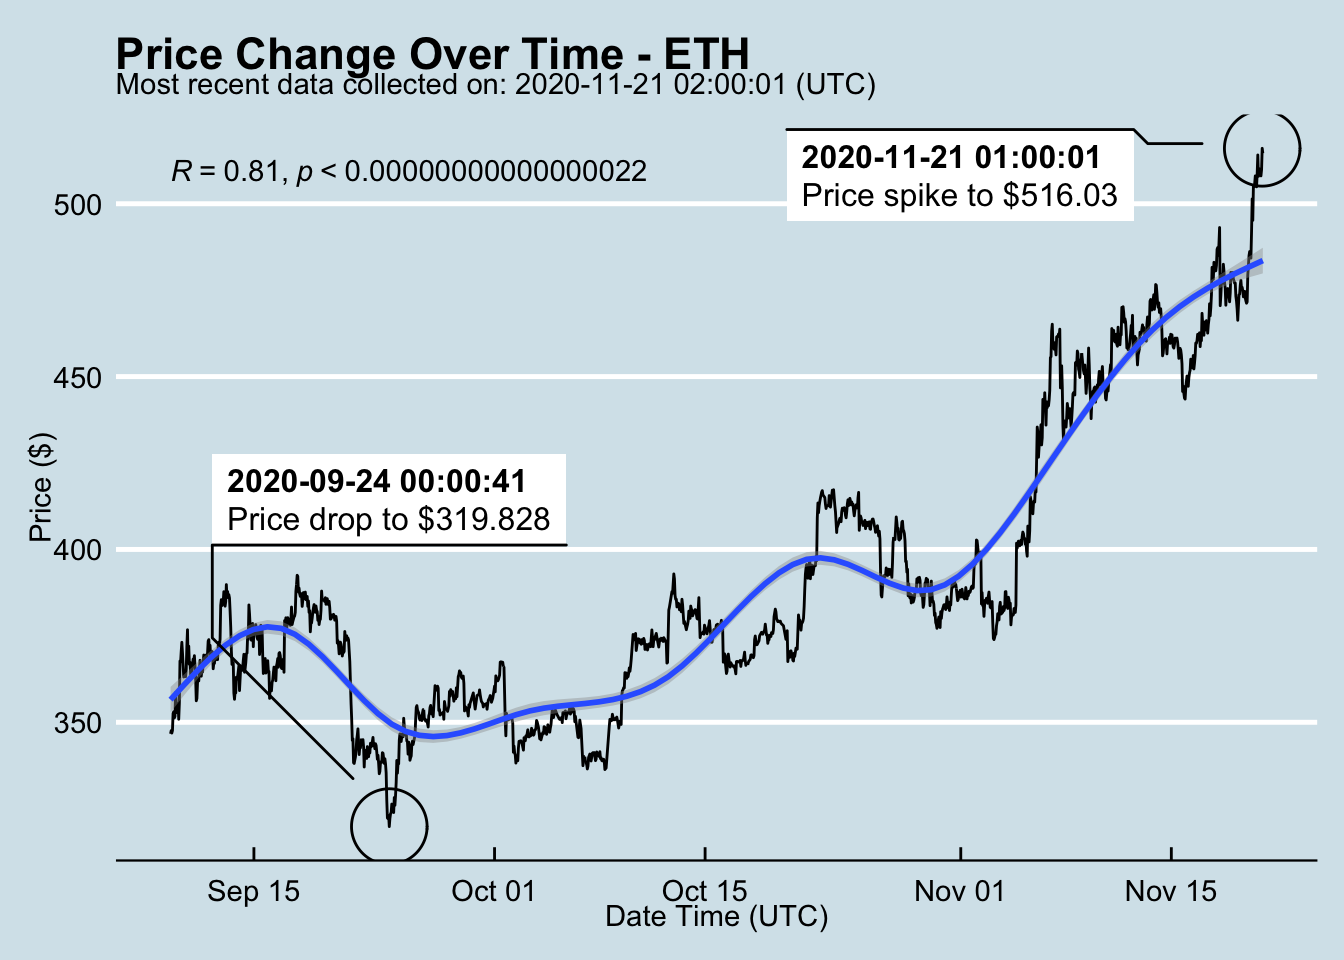 Price Change Over Time - ETH
Most recent data collected on: 2020-11-21 02:00:01 (UTC)
R = 0.81, p < 0.00000000000000022
2020-11-21 01:00:01
Price spike to $516.03
500
450
2020-09-24 00:00:41
Price drop to $319.828
400
350
Price ($)
Sep 15
Oct 01
Oct 15
Nov 01
Nov 15
Date Time (UTC)